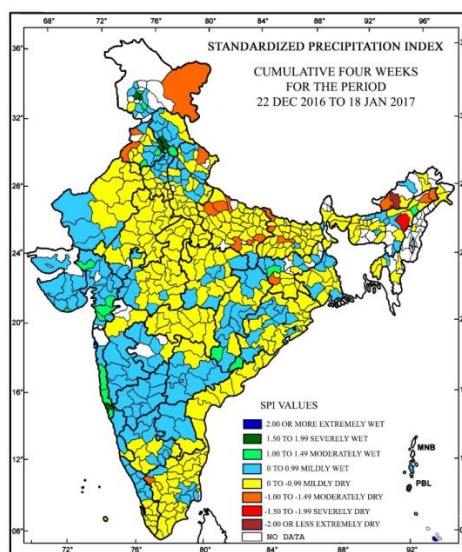 STANDARDIZED PRECIPITATION INDEX
CUMULATIVE FOUR WEEKS
FOR THE PERIOD
22 DEC 2016 TO 18 JAN 2017
72° 76° 80° 84° 88° 92° 96°
36°
32°
28°
24°
20°
16°
12°
08°
SPI VALUES
2.00 OR MORE EXTREMELY WET
1.50 TO 1.99 SEVERELY WET
1.00 TO 1.49 MODERATELY WET
0 TO 0.99 MILDLY WET
0 TO -0.99 MILDLY DRY
-1.00 TO -1.49 MODERATELY DRY
-1.50 TO -1.99 SEVERELY DRY
-2.00 OR LESS EXTREMELY DRY
NO DATA
MNB
PBL
68° 72° 76° 80° 84° 88° 92°